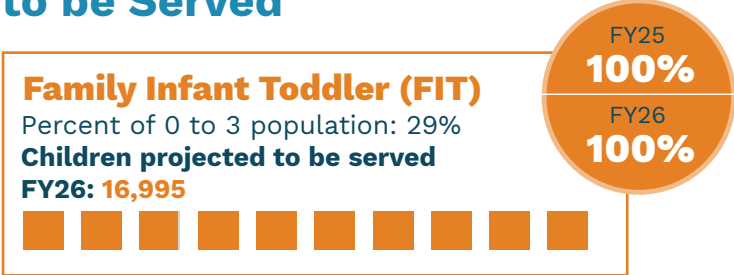 to be Served
Family Infant Toddler (FIT)
Percent of 0 to 3 population: 29%
Children projected to be served
FY26: 16,995
FY25
100%
FY26
100%